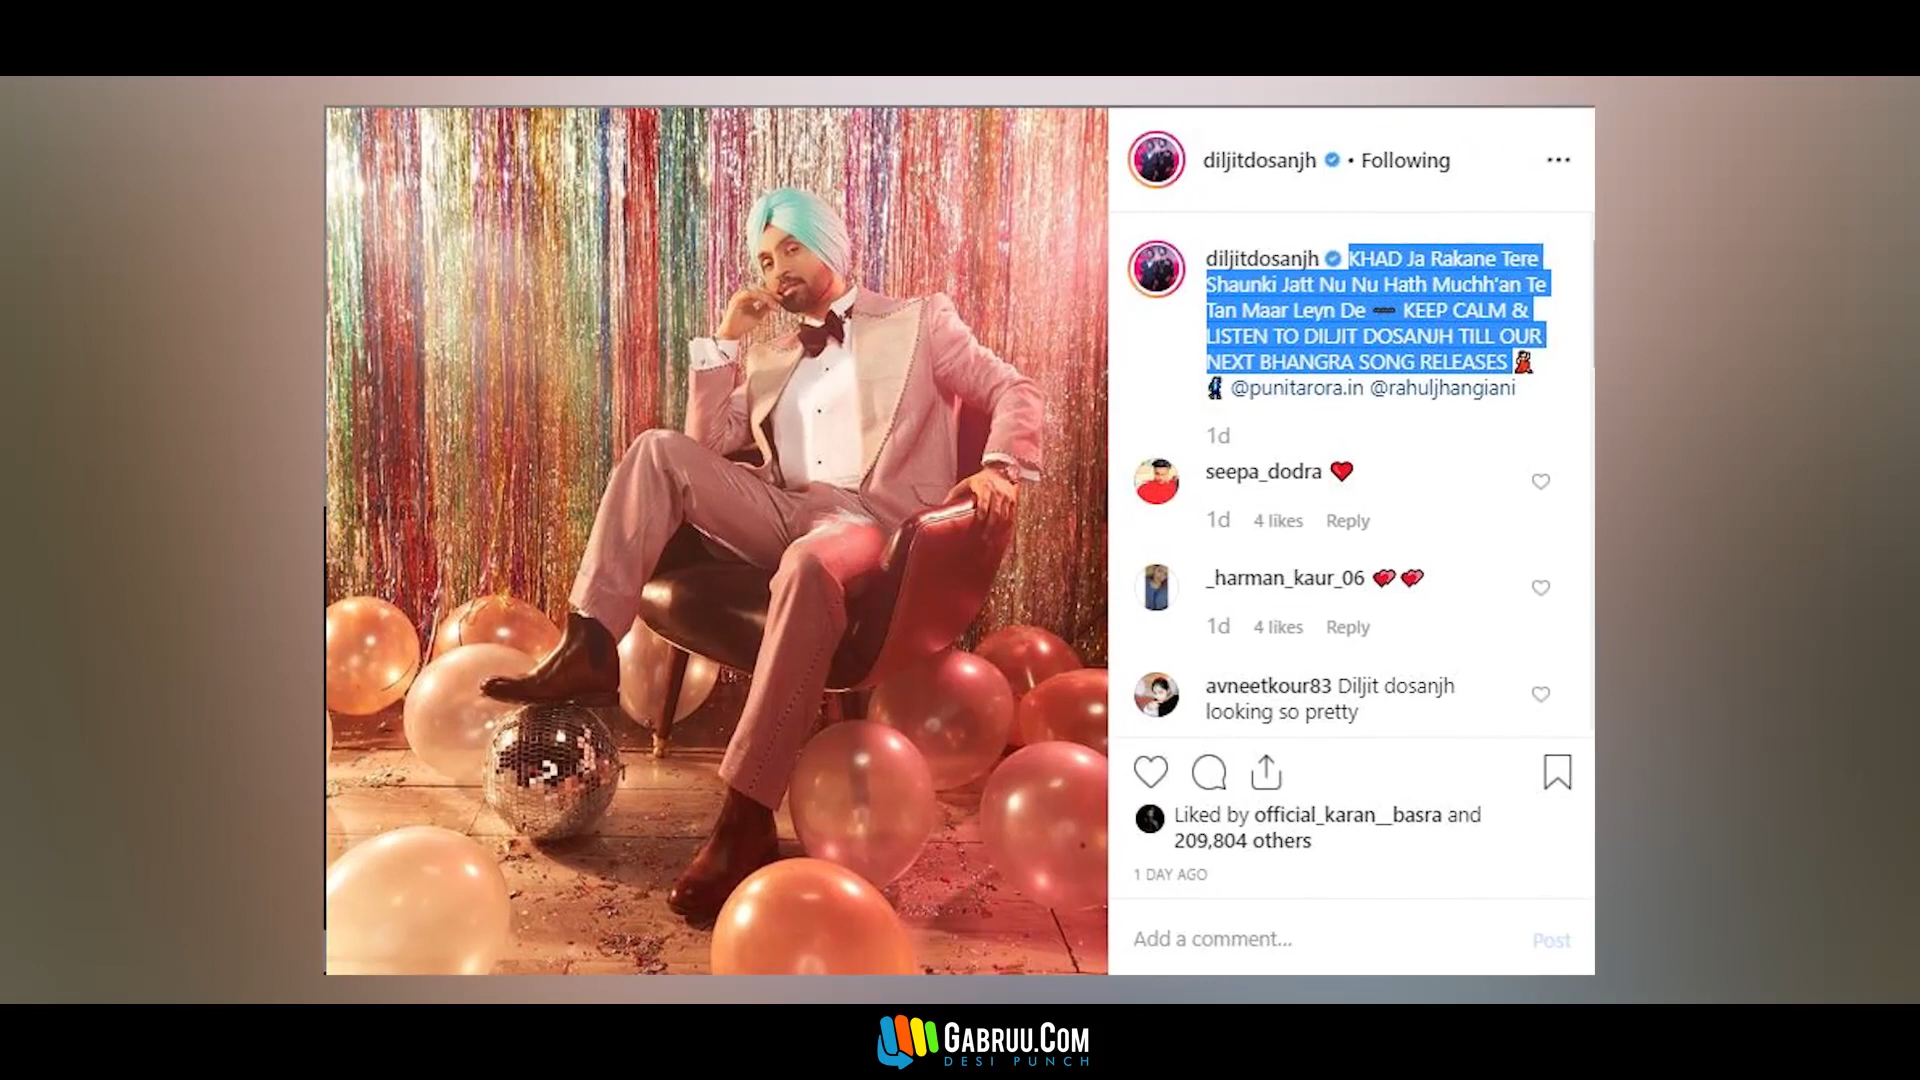 diljitdosanjh • Following
diljitdosanjh KHAD Ja Rakane Tere
Shaunki Jatt Nu Nu Hath Muchh'an Te
Tan Maar Leyn De KEEP CALM &
LISTEN TO DILJIT DOSANJH TILL OUR
NEXT BHANGRA SONG RELEASES
@punitarora.in @rahuljhangiani
1d
seepa_dodra
1d 4 likes Reply
_harman_kaur_06
1d 4 likes Reply
avneetkour83 Diljit dosanjh
looking so pretty
Liked by official_karan__basra and
209,804 others
1 DAY AGO
Add a comment...
Post
GABRUU.COM
DESI PUNCH